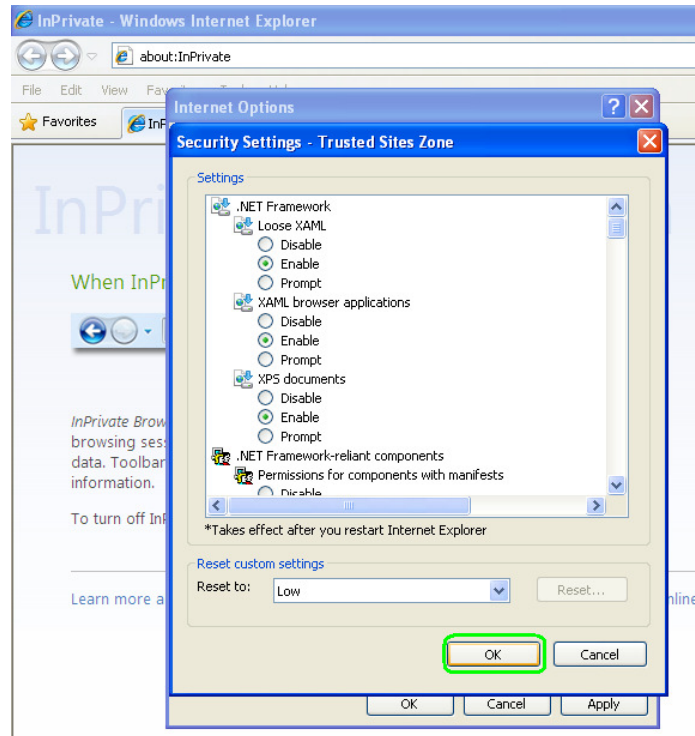 InPrivate - Windows Internet Explorer
about:InPrivate
File Edit View
Favorites
Internet Options
Security Settings - Trusted Sites Zone
Settings
.NET Framework
Loose XAML
Disable
Enable
Prompt
XAML browser applications
Disable
Enable
Prompt
XPS documents
Disable
Enable
Prompt
.NET Framework-reliant components
Permissions for components with manifests
Disable
*Takes effect after you restart Internet Explorer
Reset custom settings
Reset to: Low Reset...
OK Cancel
OK Cancel Apply
InPri
When InPr
InPrivate Brow
browsing ses
data. Toolbar
information.
To turn off InP
Learn more a
nline